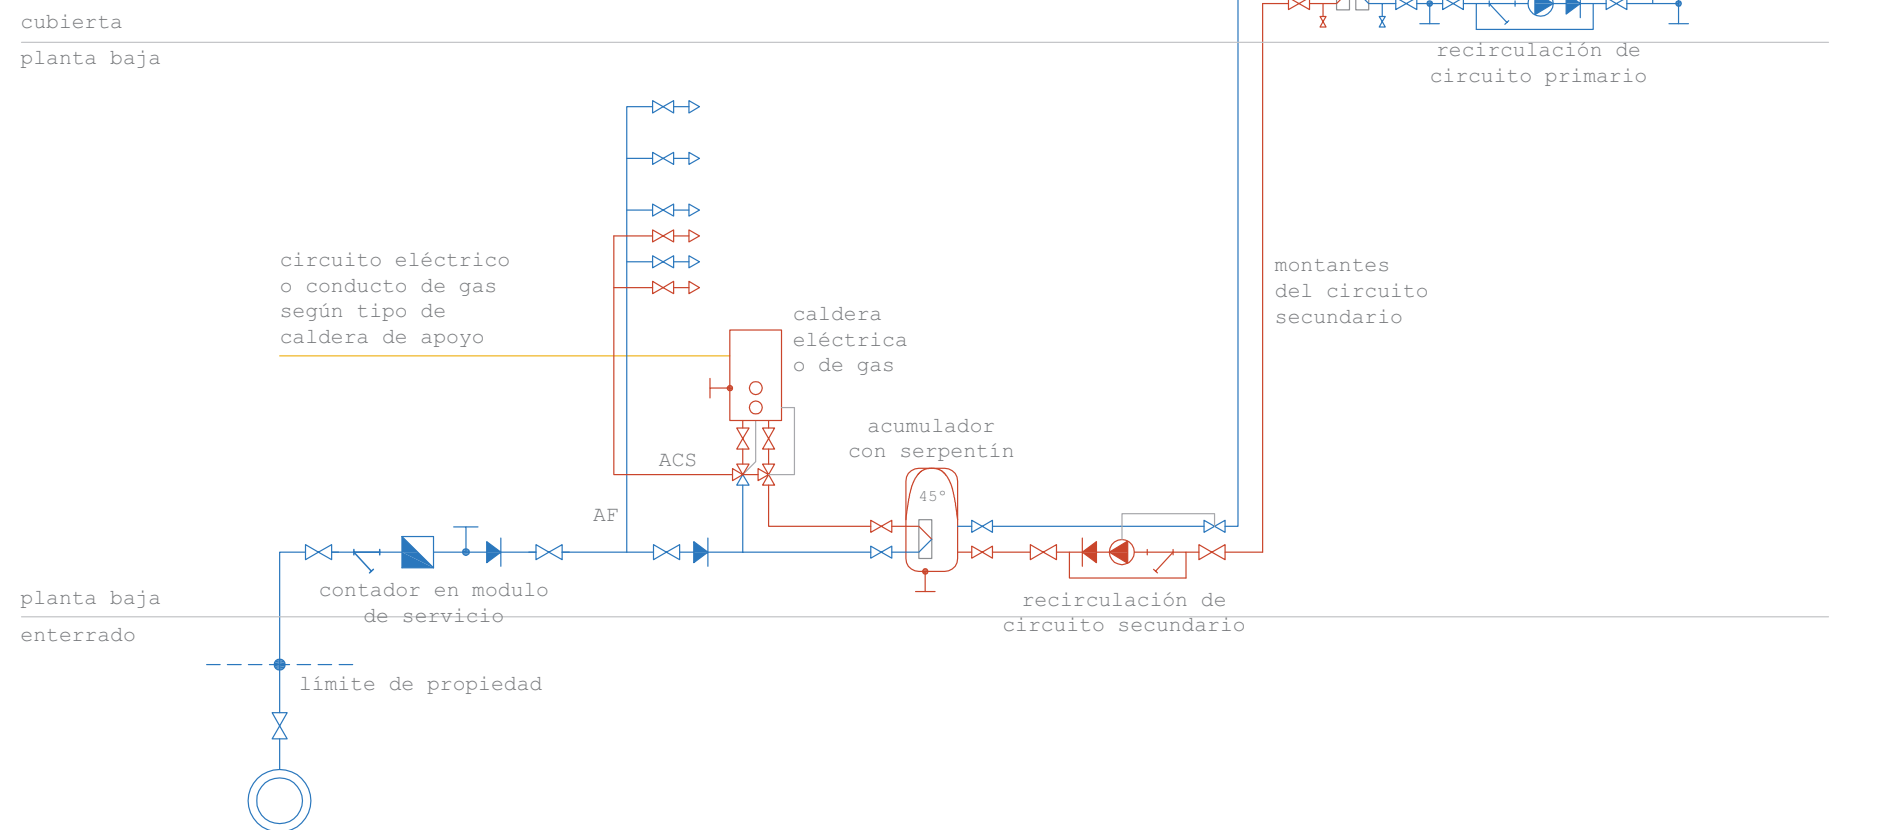 cubierta
planta baja
recirculación de
circuito primario
circuito eléctrico
o conducto de gas
según tipo de
caldera de apoyo
caldera
eléctrica
o de gas
montantes
del circuito
secundario
acumulador
con serpentín
45°
ACS
AF
contador en modulo
de servicio
planta baja
enterrado
recirculación de
circuito secundario
límite de propiedad